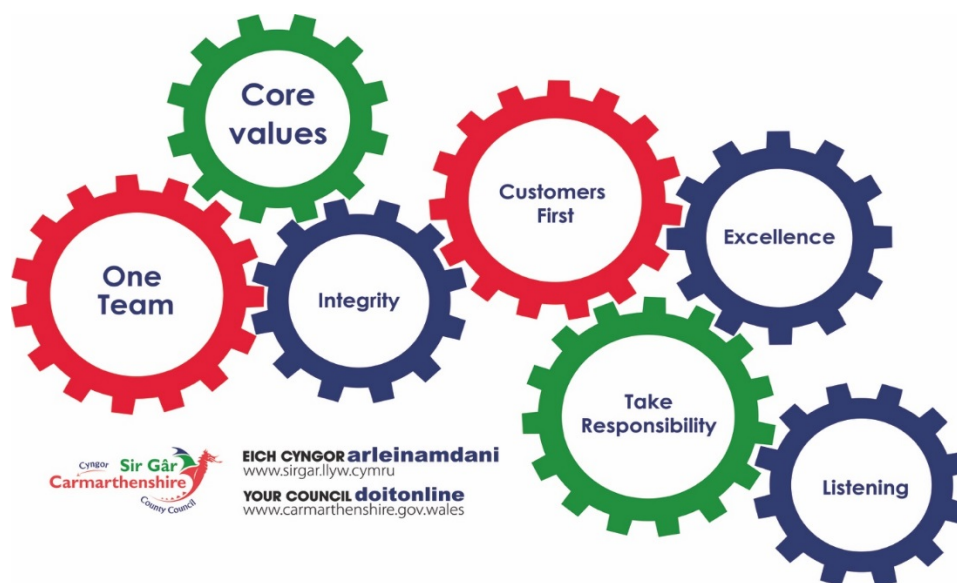 Core
values
One
Team
Integrity
Customers
First
Excellence
Take
Responsibility
Listening
Cyngor Sir Gâr
Carmarthenshire
County Council
EICH CYNGOR arleinamdani
www.sirgar.llyw.cymru
YOUR COUNCIL doitonline
www.carmarthenshire.gov.wales